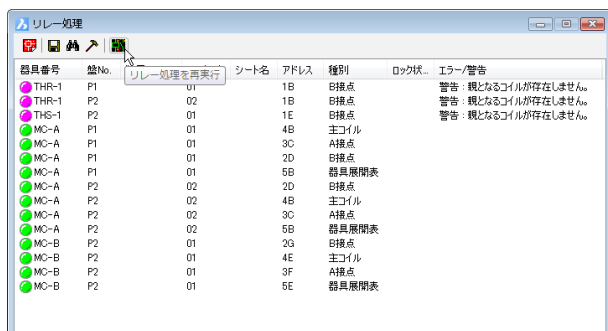 リレー処理
器具番号 盤No. シート名 アドレス 種別 ロック状... エラー/警告
リレー処理を再実行
THR-1 P1 01 1B B接点 警告：親となるコイルが存在しません。
THR-1 P2 02 1B B接点 警告：親となるコイルが存在しません。
THS-1 P2 01 1E B接点 警告：親となるコイルが存在しません。
MC-A P1 01 4B 主コイル
MC-A P1 01 3C A接点
MC-A P1 01 2D B接点
MC-A P1 01 5B 器具展開表
MC-A P2 02 2D B接点
MC-A P2 02 4B 主コイル
MC-A P2 02 3C A接点
MC-A P2 02 5B 器具展開表
MC-B P2 01 2G B接点
MC-B P2 01 4E 主コイル
MC-B P2 01 3F A接点
MC-B P2 01 5E 器具展開表